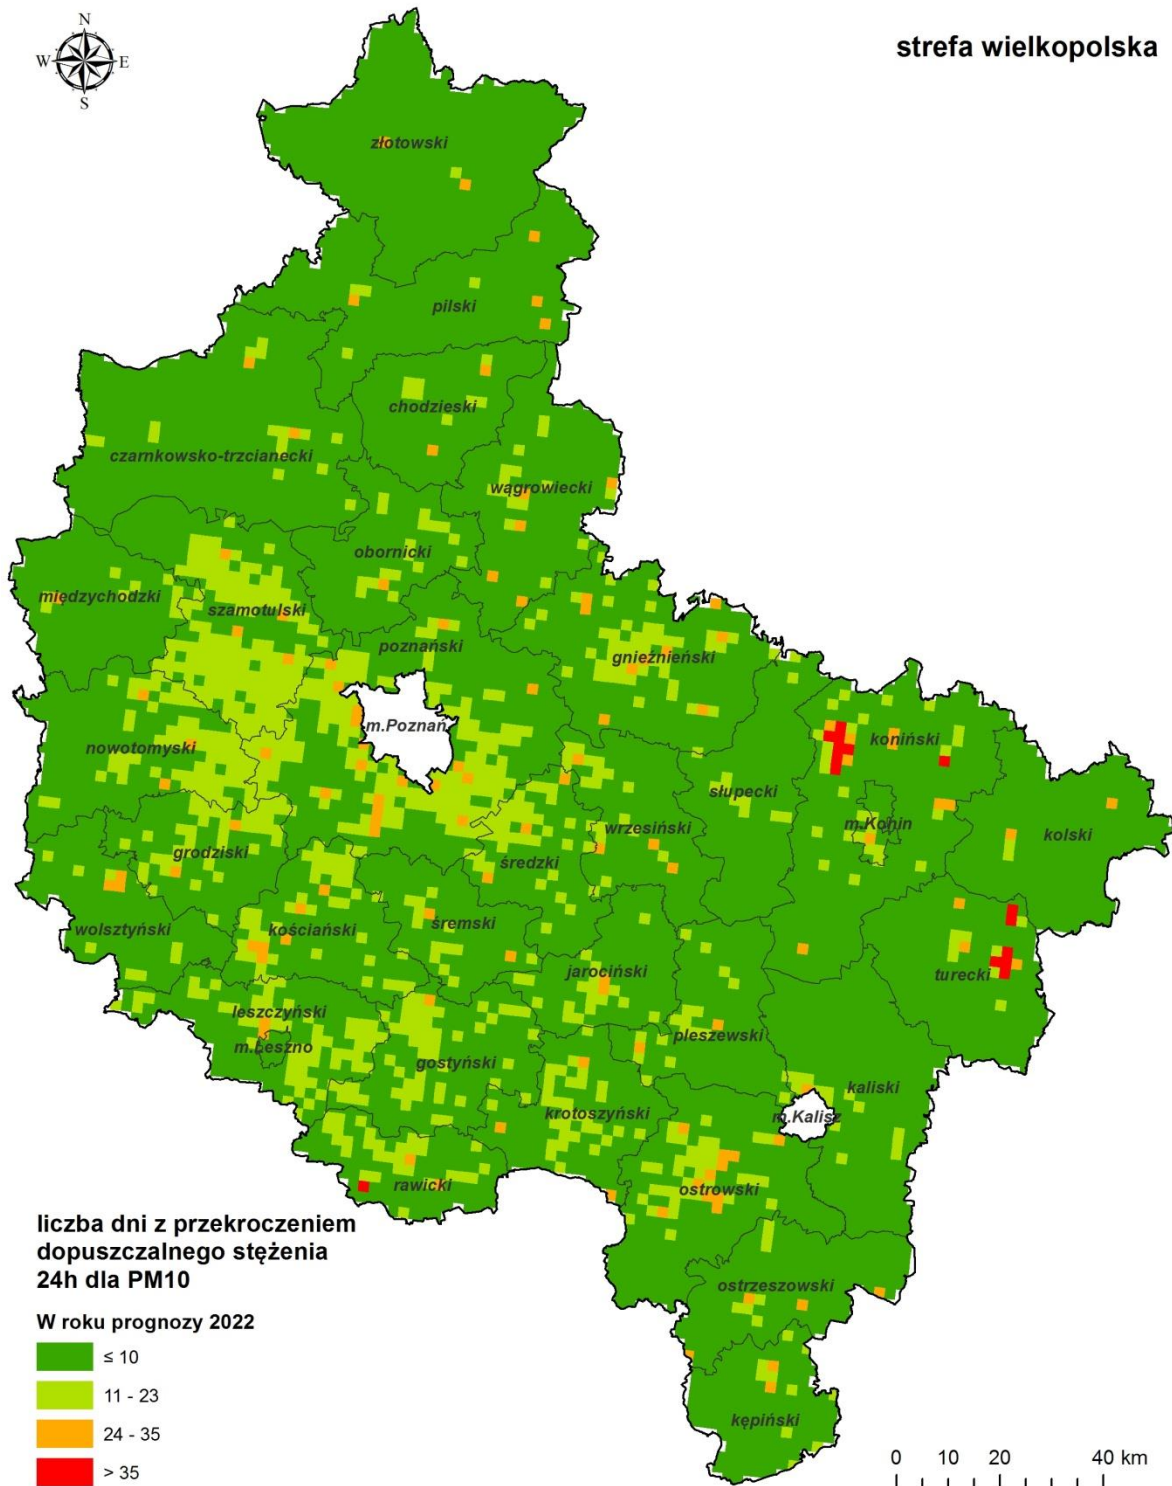 N
W E
S
strefa wielkopolska
złotowski
pilski
chodzieski
czarnkowsko-trzcianecki
wągrowiecki
obornicki
międzychodzki
szamotulski
poznański
gnieźnieński
m.Poznań
nowotomyski
koniński
słupecki
m.Konin
wrzesiński
kolski
grodziski
średzki
wolsztyński
kościański
śremski
jarociński
turecki
leszczyński
m.Leszno
pleszewski
gostyński
kaliski
krotoszyński
m.Kalisz
rawicki
ostrowski
ostrzeszowski
kępiński
liczba dni z przekroczeniem
dopuszczalnego stężenia
24h dla PM10
W roku prognozy 2022
≤ 10
11 - 23
24 - 35
> 35
0 10 20 40 km